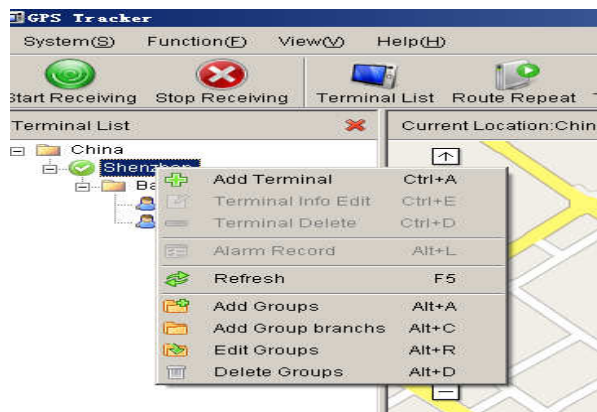 GPS Tracker
System(S) Function(F) View(V) Help(H)
Start Receiving Stop Receiving Terminal List Route Repeat
Terminal List Current Location:Chin
China
Shenzhen
Ba
Add Terminal Ctrl+A
Terminal Info Edit Ctrl+E
Terminal Delete Ctrl+D
Alarm Record Alt+L
Refresh F5
Add Groups Alt+A
Add Group branchs Alt+C
Edit Groups Alt+R
Delete Groups Alt+D